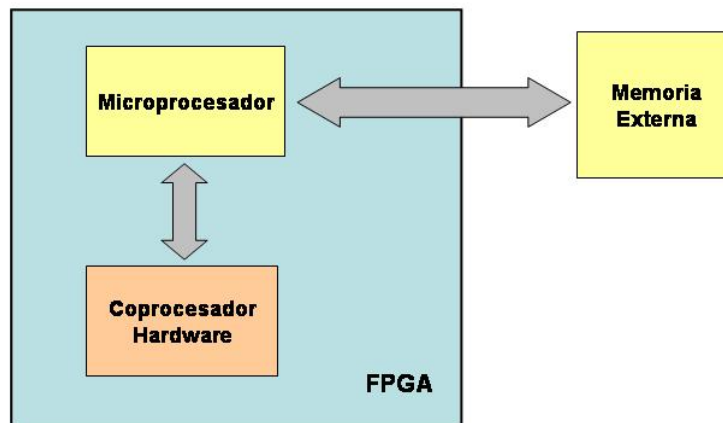 Microprocesador
Memoria
Externa
Coprocesador
Hardware
FPGA